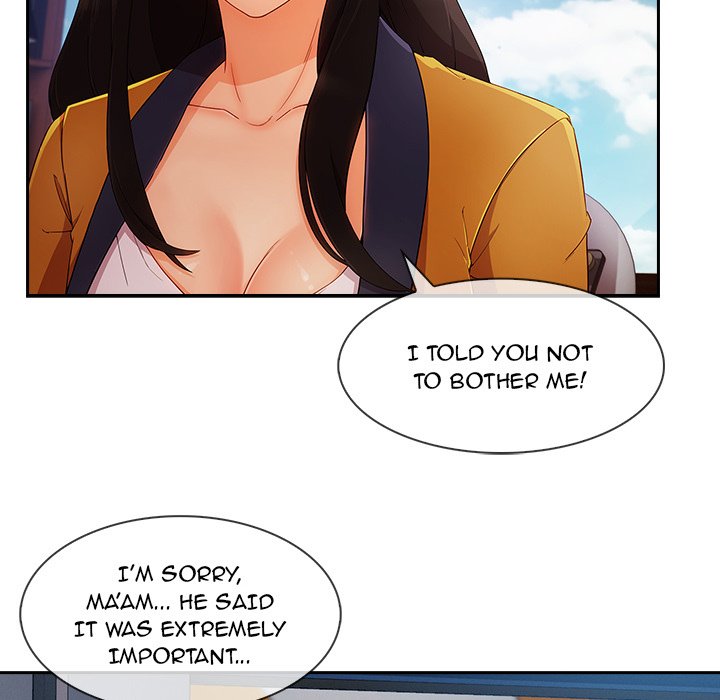 I TOLD YOU NOT
TO BOTHER ME!
I'M SORRY,
MA'AM... HE SAID
IT WAS EXTREMELY
IMPORTANT...